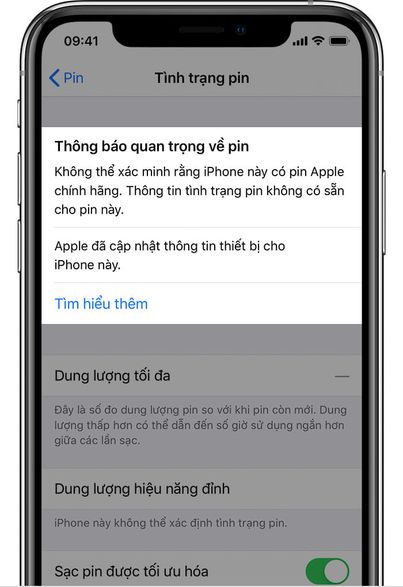 09:41
Pin
Tình trạng pin
Thông báo quan trọng về pin
Không thể xác minh rằng iPhone này có pin Apple
chính hãng. Thông tin tình trạng pin không có sẵn
cho pin này.
Apple đã cập nhật thông tin thiết bị cho
iPhone này.
Tìm hiểu thêm
Dung lượng tối đa —
Đây là số đo dung lượng pin so với khi pin còn mới. Dung
lượng thấp hơn có thể dẫn đến số giờ sử dụng ngắn hơn
giữa các lần sạc.
Dung lượng hiệu năng đỉnh
iPhone này không thể xác định tình trạng pin.
Sạc pin được tối ưu hóa